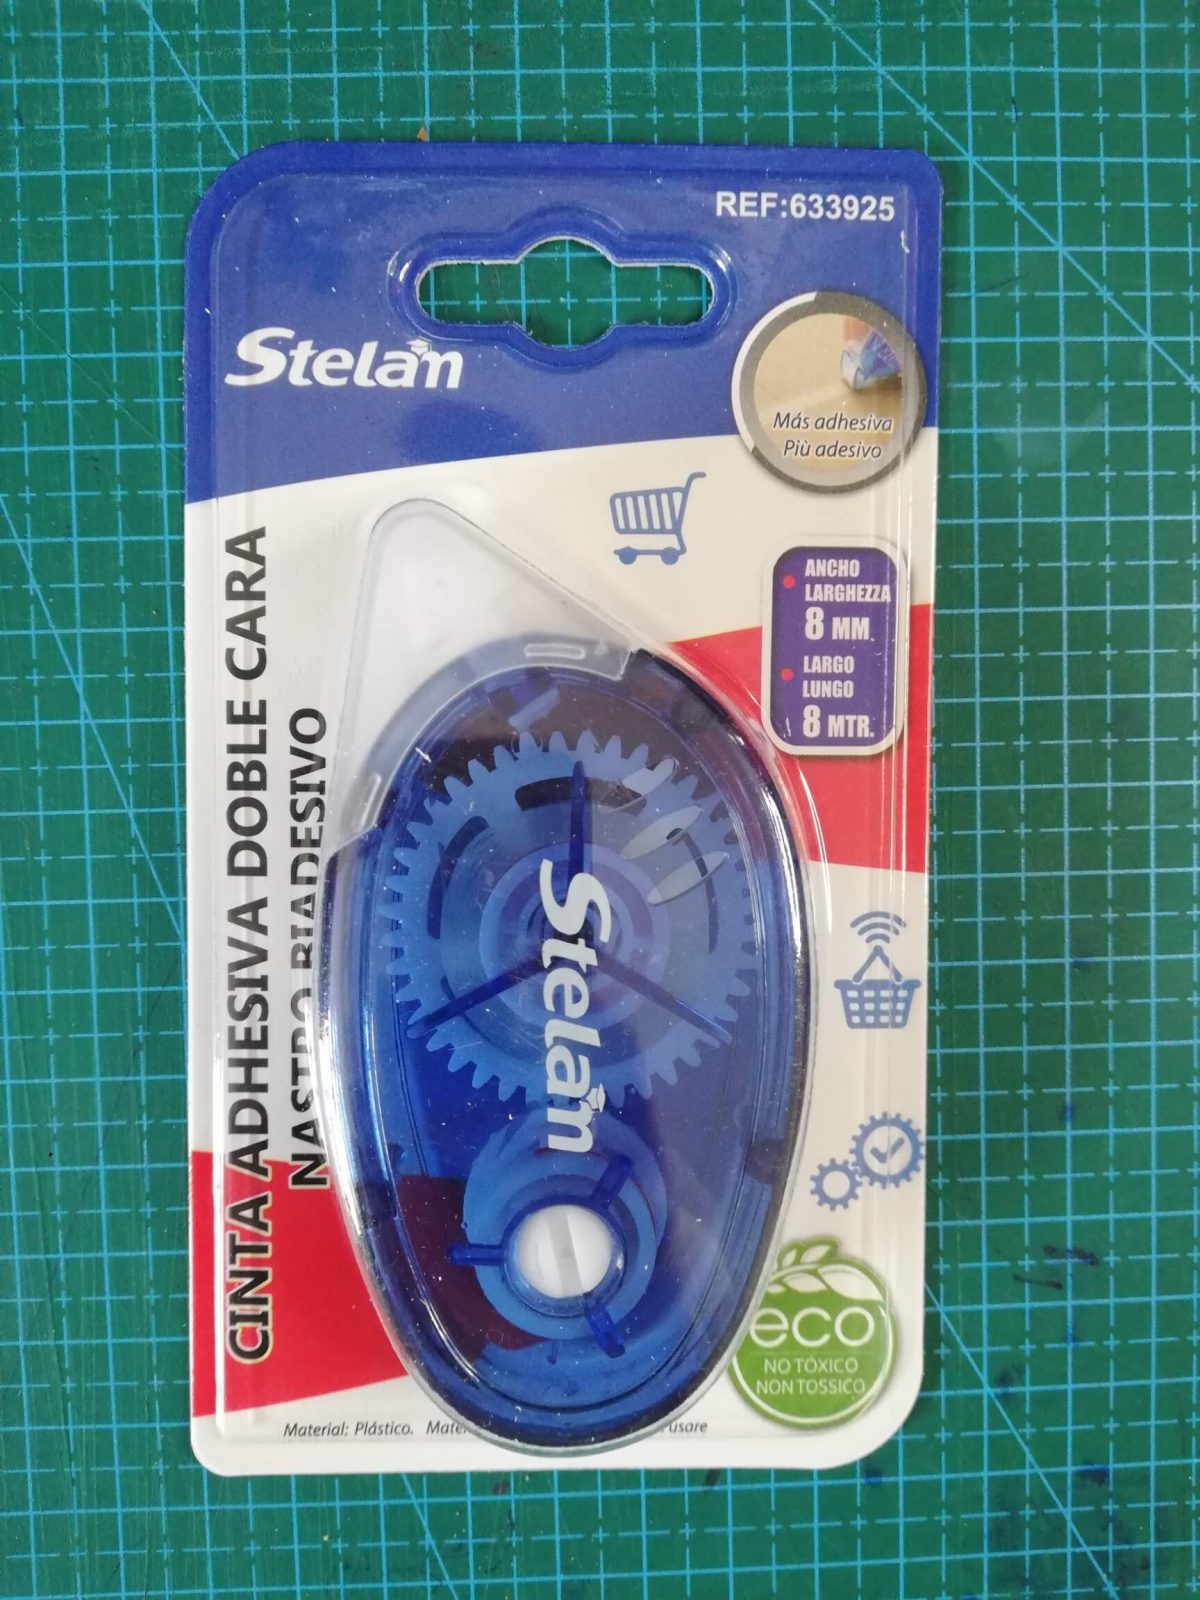 REF:633925
Stelan
Más adhesiva
Più adesivo
ANCHO
LARGHEZZA
8 MM.
LARGO
LUNGO
8 MTR.
CINTA ADHESIVA DOBLE CARA
NASTRO BIADESIVO
Stelan
eco
NO TÓXICO
NON TOSSICO
Material: Plástico.